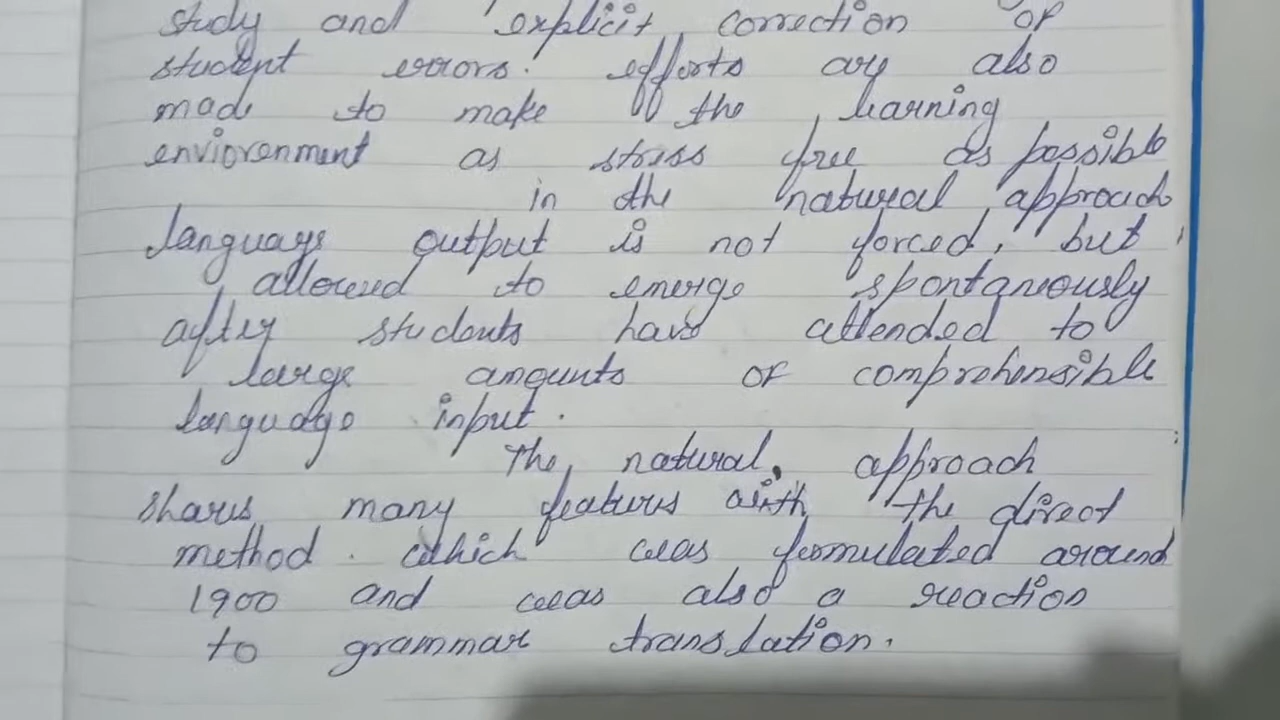 study and explicit correction of
student errors. efforts are also
made to make the learning
enviorenment as stress free as possible
in the natural approach
language output is not forced, but
allowed to emerge spontaneously
after students have attended to
large amounts of comprehensible
language input.
The natural approach
shares many features with the direct
method. which was formulated around
1900 and was also a reaction
to grammar translation.